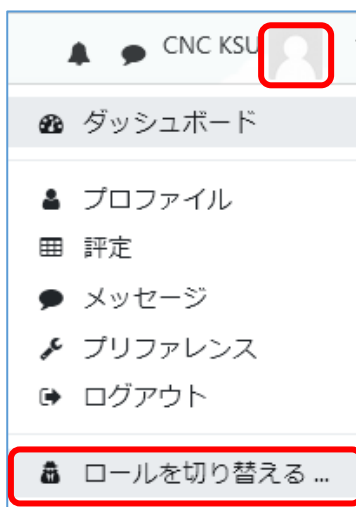 CNC KSU
ダッシュボード
プロファイル
評定
メッセージ
プリファレンス
ログアウト
ロールを切り替える ...